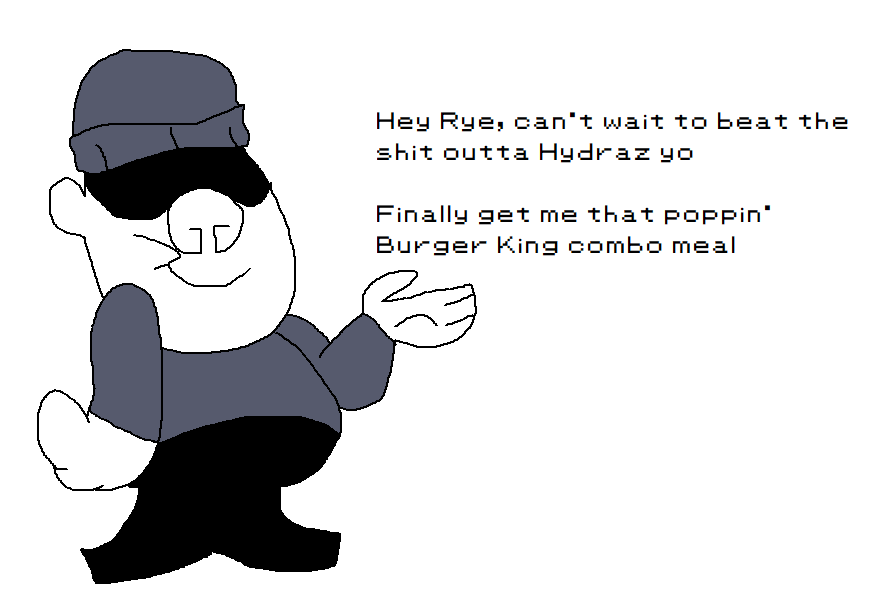 Hey Rye, can't wait to beat the
shit outta Hydraz yo
Finally get me that poppin'
Burger King combo meal